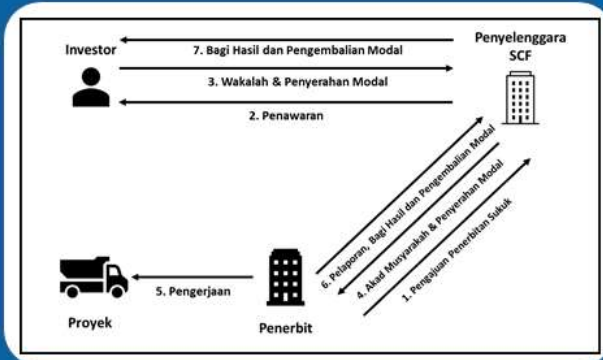 Investor
Penyelenggara
SCF
7. Bagi Hasil dan Pengembalian Modal
3. Wakalah & Penyerahan Modal
2. Penawaran
6. Pelaporan, Bagi Hasil dan Pengembalian Modal
4. Akad Musyarakah & Penyerahan Modal
1. Pengajuan Penerbitan Sukuk
5. Pengerjaan
Proyek
Penerbit